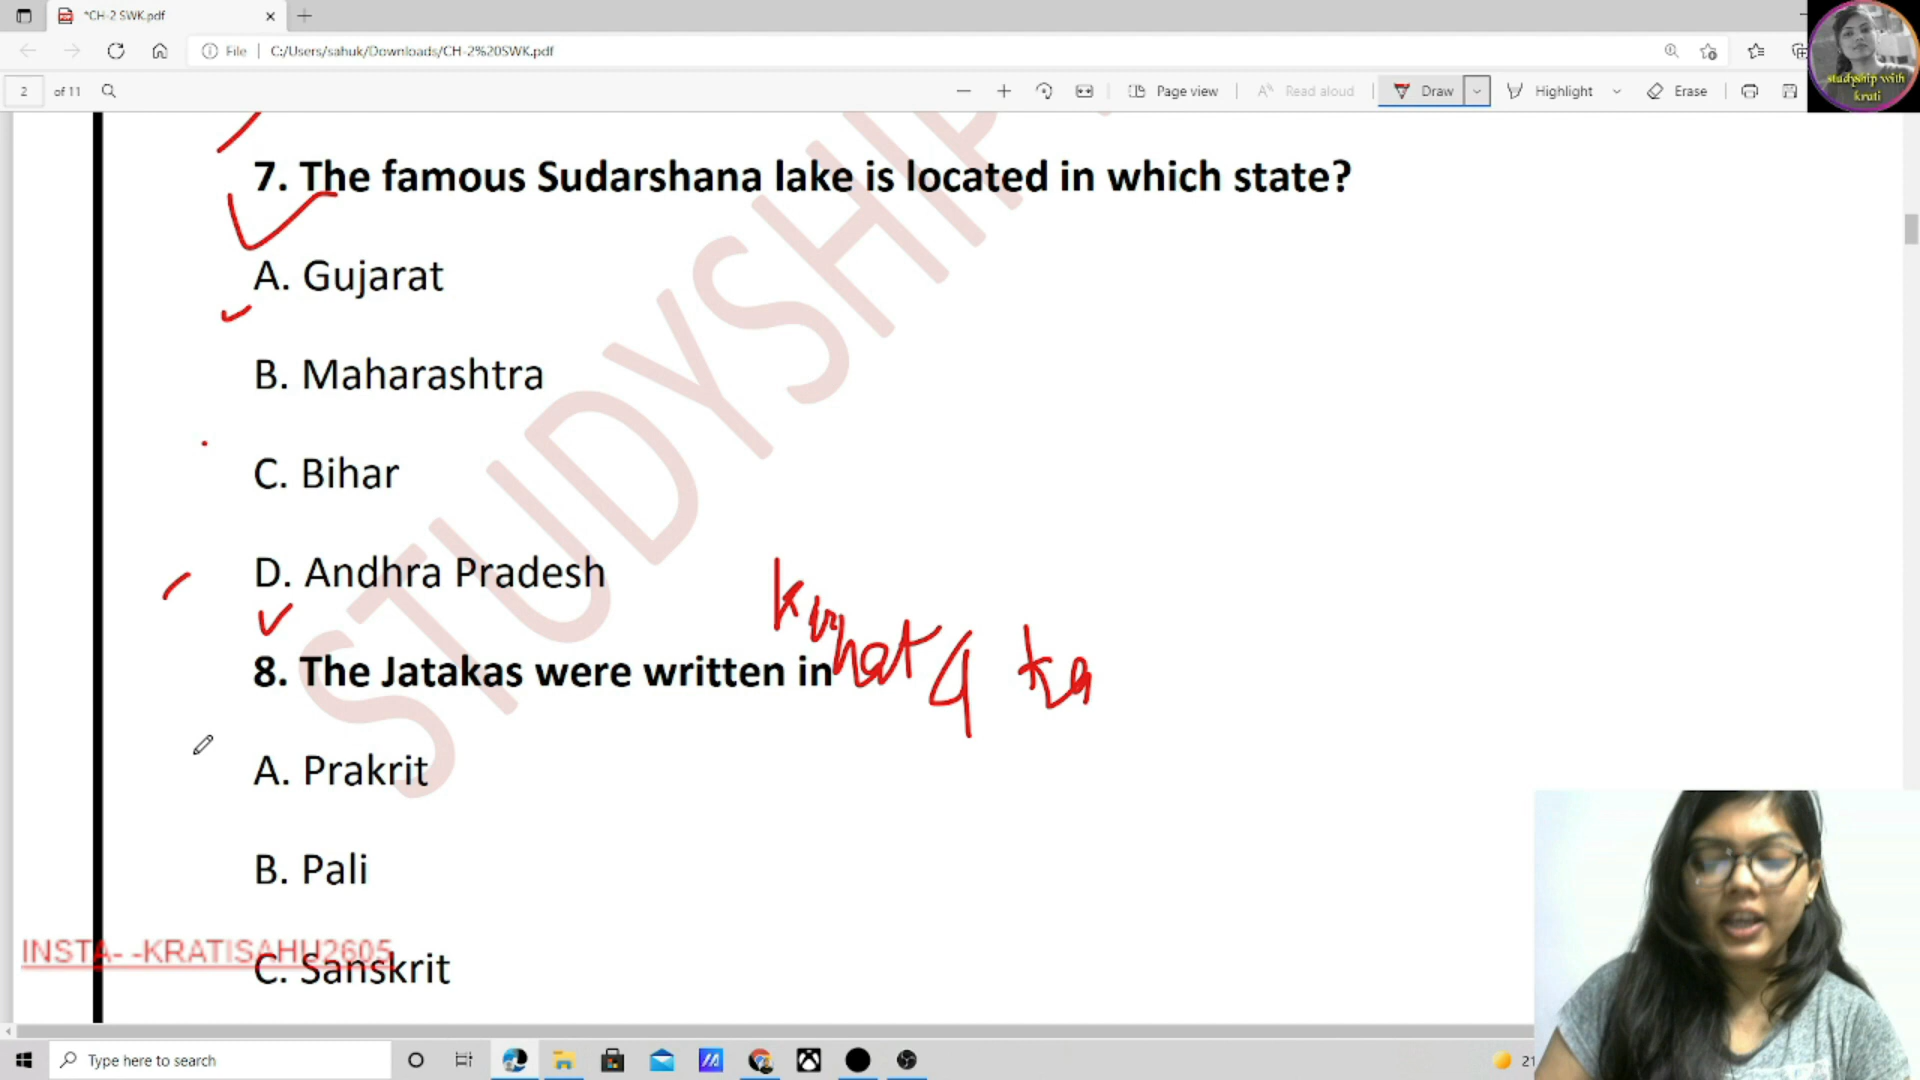 *CH-2 SWK.pdf
File
C:/Users/sahuk/Downloads/CH-2%20SWK.pdf
studyship with
krati
2
of 11
Page view
Read aloud
Draw
Highlight
Erase
7. The famous Sudarshana lake is located in which state?
A. Gujarat
B. Maharashtra
C. Bihar
D. Andhra Pradesh
8. The Jatakas were written in
A. Prakrit
B. Pali
C. Sanskrit
STUDYSHIP
INSTA- -KRATISAHU2605
Type here to search
21